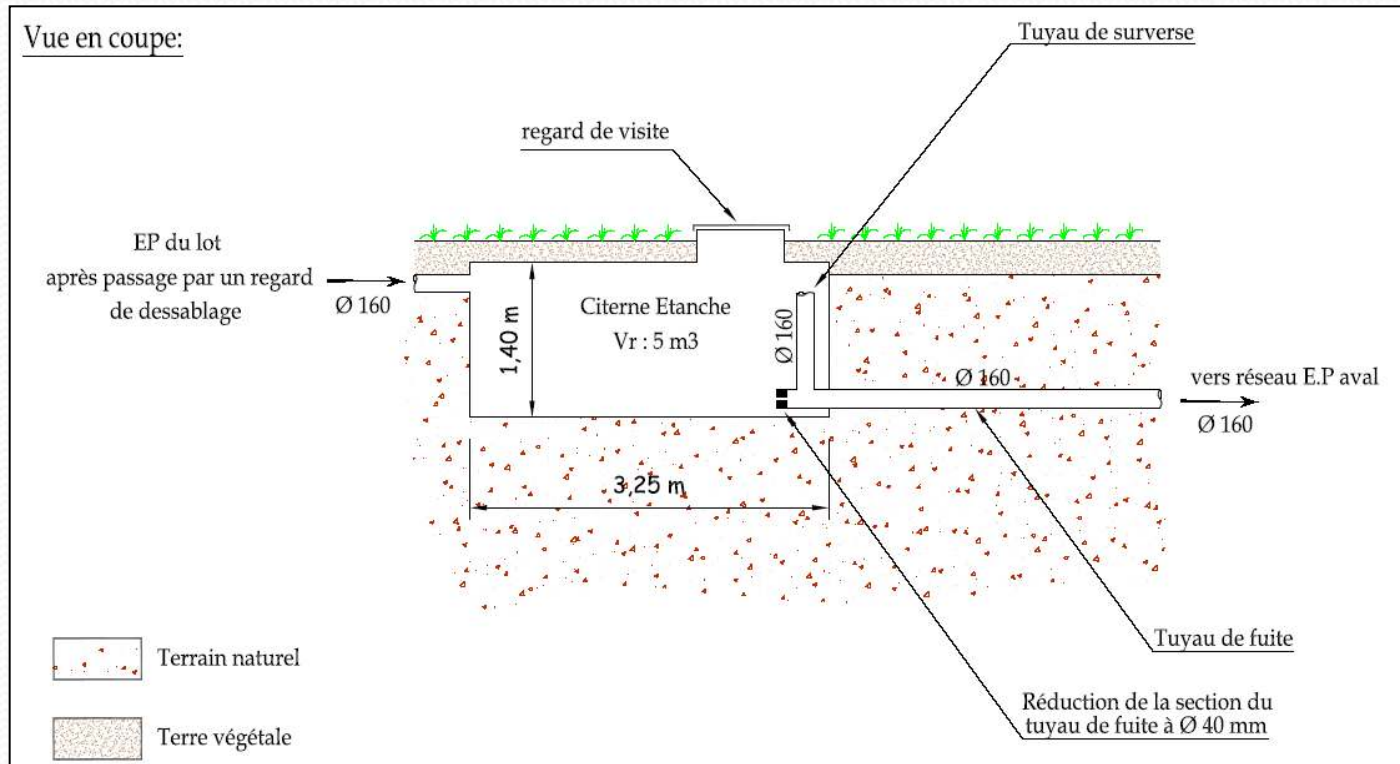 Vue en coupe:
Tuyau de surverse
regard de visite
EP du lot
après passage par un regard
de dessablage
Ø 160
Citerne Etanche
Vr : 5 m3
1,40 m
Ø 160
Ø 160
vers réseau E.P aval
Ø 160
3,25 m
Terrain naturel
Terre végétale
Tuyau de fuite
Réduction de la section du
tuyau de fuite à Ø 40 mm